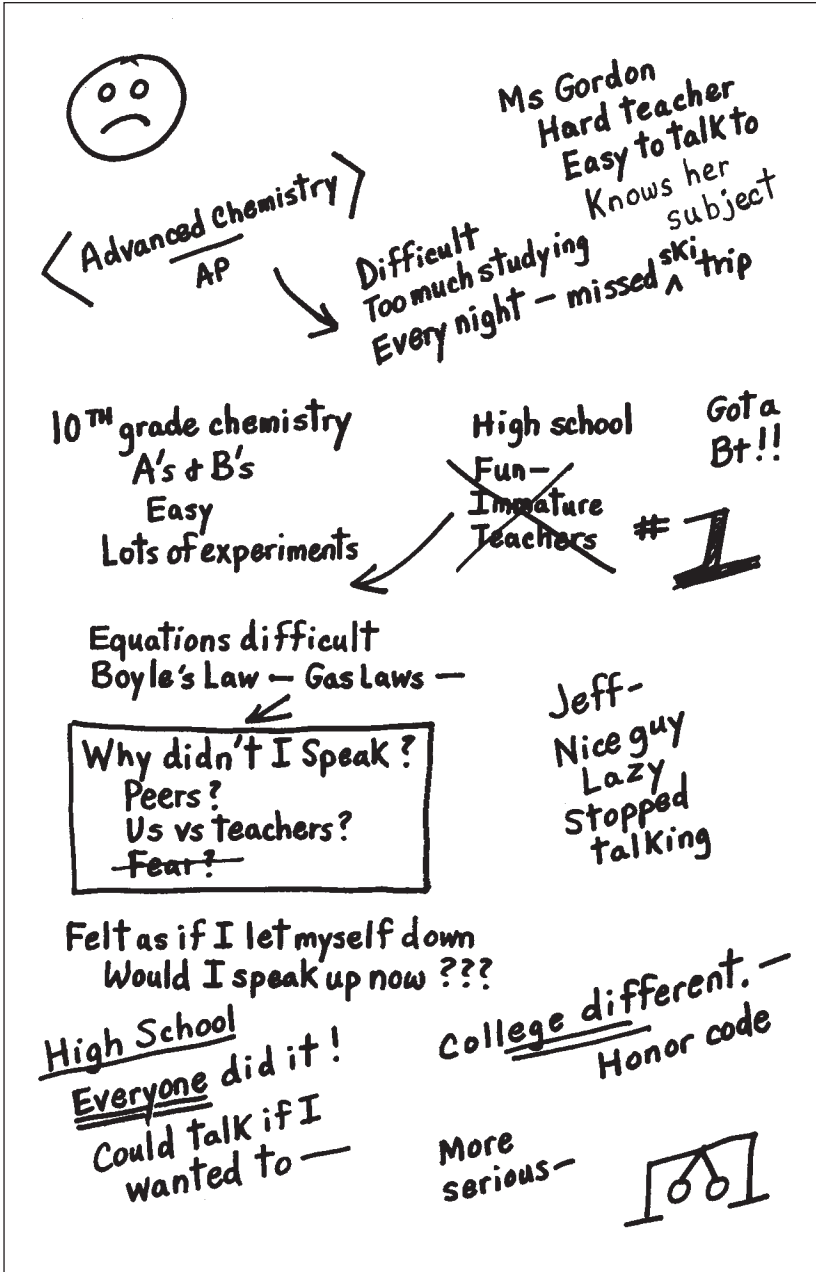 Ms Gordon
Hard teacher
Easy to talk to
Knows her
subject
Advanced Chemistry
AP
Difficult
Too much studying
Every night — missed ^ski trip
10TH grade chemistry
A's & B's
Easy
Lots of experiments
High school
Fun—
Immature
Teachers
Got a
B+!!
#1
Equations difficult
Boyle's Law — Gas Laws —
Why didn't I Speak?
Peers?
Us vs teachers?
Fear?
Jeff—
Nice guy
Lazy
Stopped
talking
Felt as if I let myself down
Would I speak up now ???
High School
Everyone did it!
Could talk if I
wanted to —
College different. —
Honor code
More
serious—